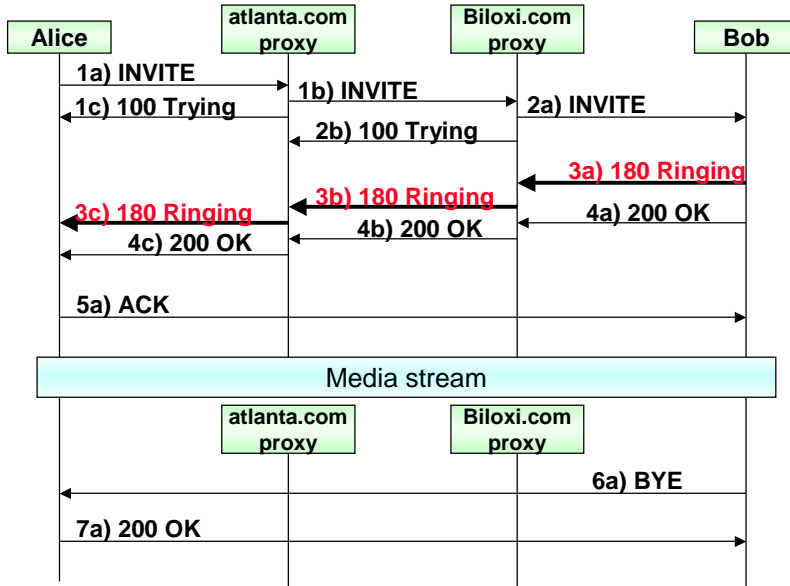 Alice
atlanta.com
proxy
Biloxi.com
proxy
Bob
1a) INVITE
1b) INVITE
1c) 100 Trying
2a) INVITE
2b) 100 Trying
3a) 180 Ringing
3b) 180 Ringing
3c) 180 Ringing
4a) 200 OK
4b) 200 OK
4c) 200 OK
5a) ACK
Media stream
atlanta.com
proxy
Biloxi.com
proxy
6a) BYE
7a) 200 OK